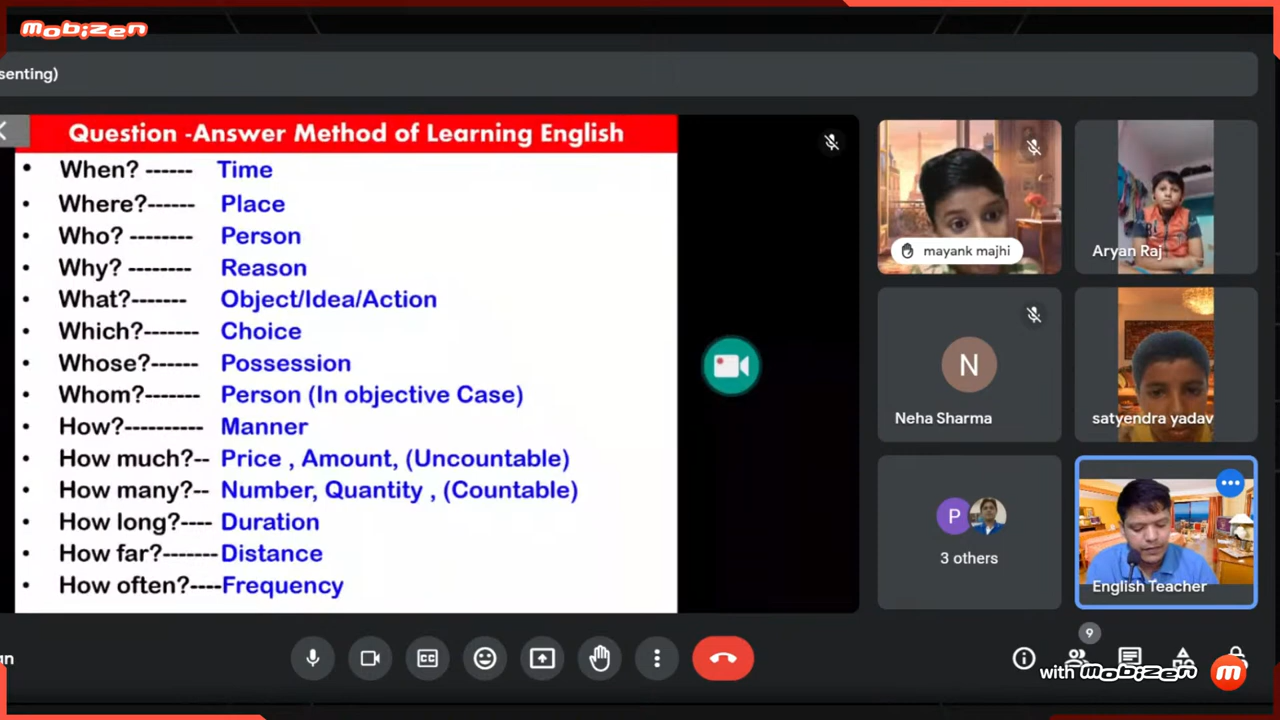 mobizen
senting)
Question -Answer Method of Learning English
• When? ------ Time
• Where?------ Place
• Who? -------- Person
• Why? -------- Reason
• What?------- Object/Idea/Action
• Which?------- Choice
• Whose?------ Possession
• Whom?------- Person (In objective Case)
• How?---------- Manner
• How much?-- Price , Amount, (Uncountable)
• How many?-- Number, Quantity , (Countable)
• How long?---- Duration
• How far?-------Distance
• How often?----Frequency
mayank majhi
Aryan Raj
N
Neha Sharma
satyendra yadav
P
3 others
English Teacher
an
CC
9
with mobizen m